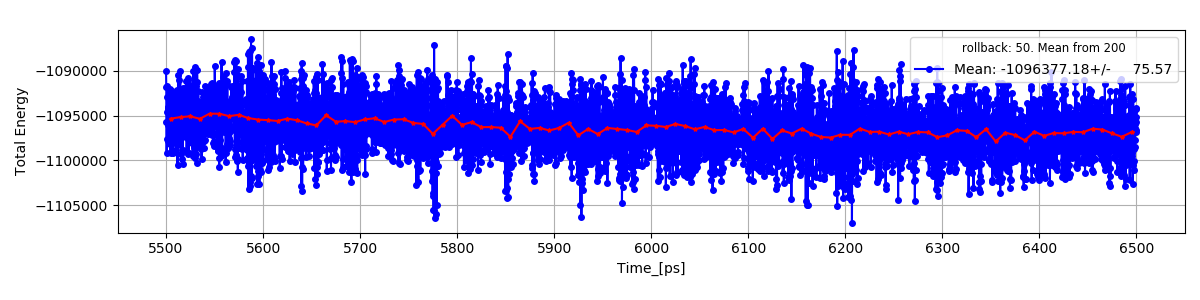 rollback: 50. Mean from 200
Mean: -1096377.18+/- 75.57
Total Energy
−1090000
−1095000
−1100000
−1105000
5500 5600 5700 5800 5900 6000 6100 6200 6300 6400 6500
Time_[ps]